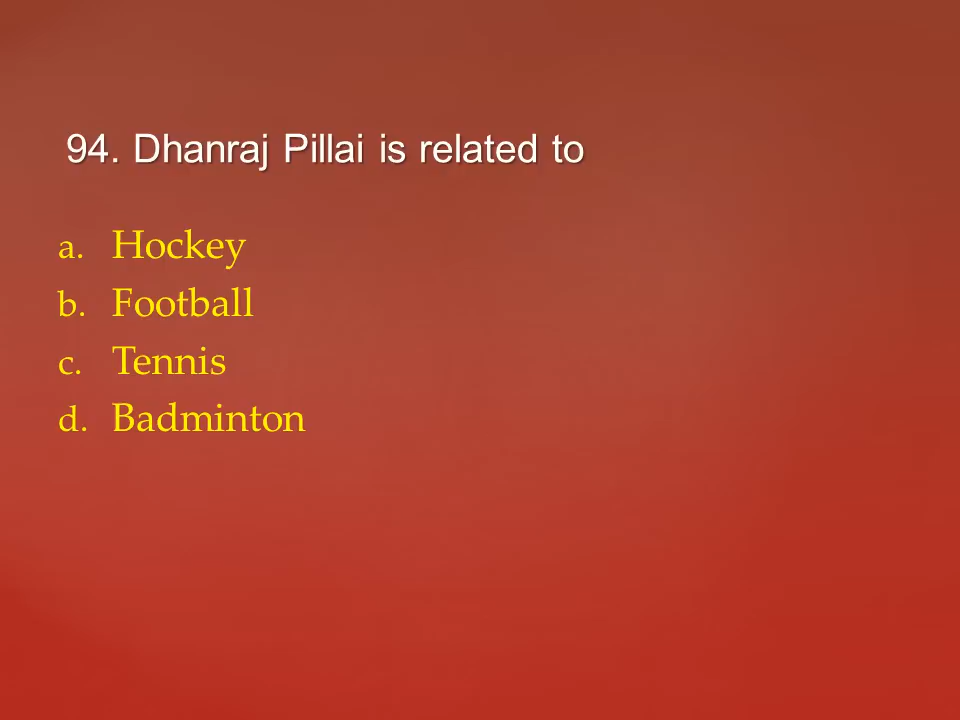 94. Dhanraj Pillai is related to
a. Hockey
b. Football
c. Tennis
d. Badminton